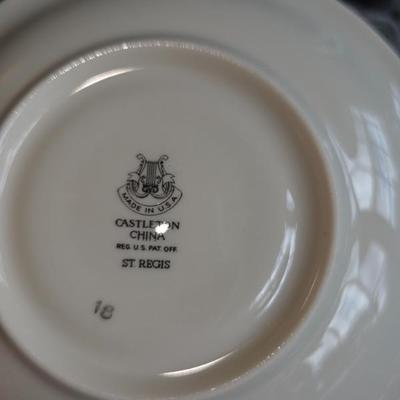 MADE IN U.S.A.
CASTLETON
CHINA
REG. U.S. PAT. OFF.
ST. REGIS
18